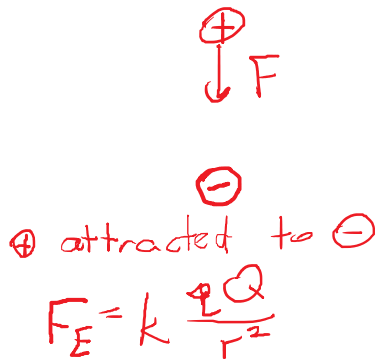 ⊕
F
⊖
⊕ attracted to ⊖
F_E = k qQ/r²